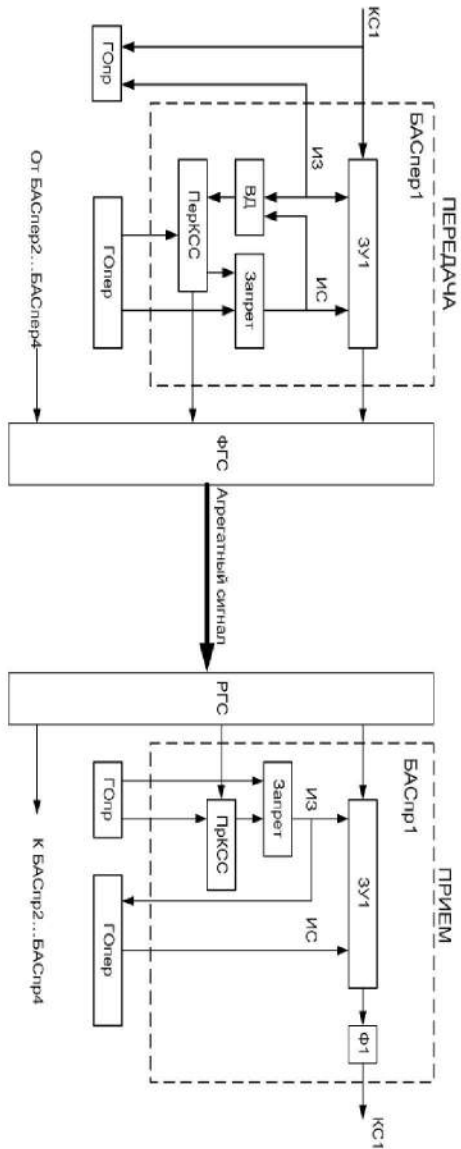 ПЕРЕДАЧА
БАСпер1
КС1
ЗУ1
ИЗ
ИС
ВД
Запрет
ПерКСС
ГОпр
ГОпер
От БАСпер2...БАСпер4
ФГС
Агрегатный сигнал
РГС
ПРИЕМ
БАСпр1
ЗУ1
Ф1
КС1
ИЗ
ИС
Запрет
ПрКСС
ГОпр
ГОпер
К БАСпр2...БАСпр4